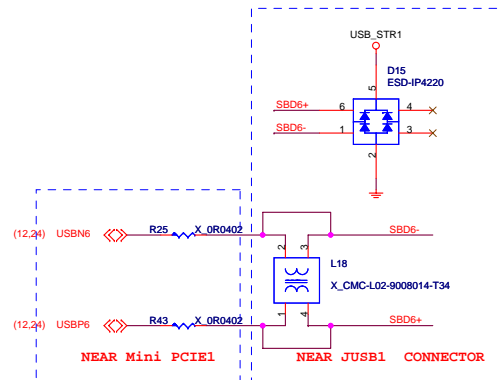 USB_STR1
D15
ESD-IP4220
5
SBD6+ 6 4
SBD6- 1 3
2
(12,24) USBN6 R25 X_0R0402 SBD6-
2 3
L18
X_CMC-L02-9008014-T34
1 4
(12,24) USBP6 R43 X_0R0402 SBD6+
NEAR Mini PCIE1 NEAR JUSB1 CONNECTOR